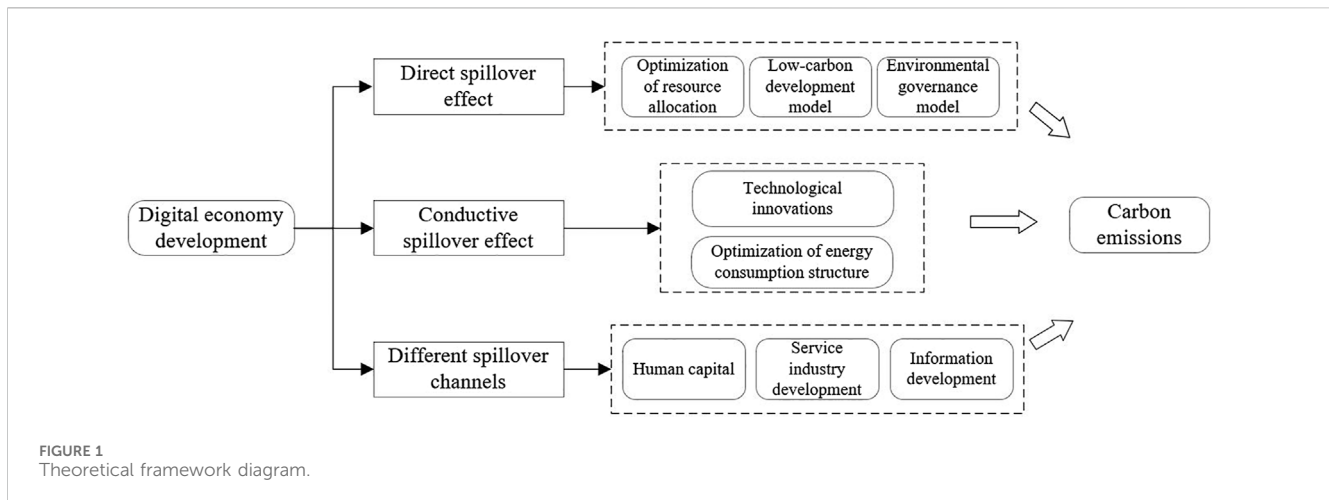 Digital economy
development
Direct spillover
effect
Optimization
of resource
allocation
Low-carbon
development
model
Environmental
governance
model
Conductive
spillover effect
Technological
innovations
Optimization of energy
consumption structure
Different spillover
channels
Human capital
Service
industry
development
Information
development
Carbon
emissions
FIGURE 1
Theoretical framework diagram.